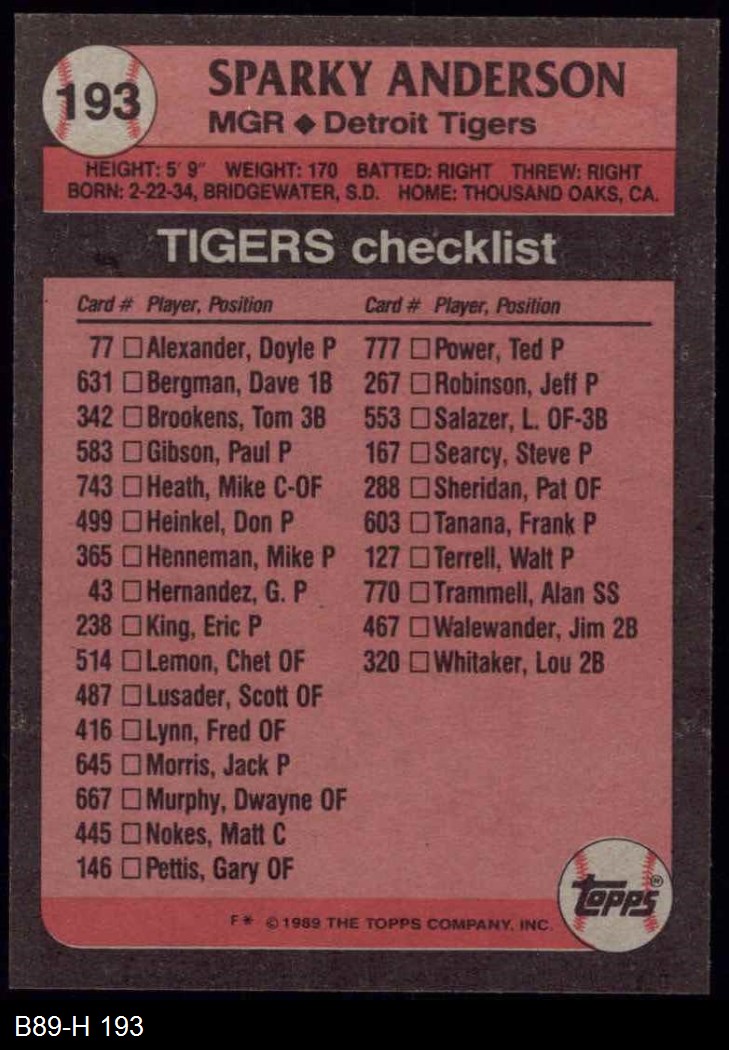 193
SPARKY ANDERSON
MGR ◆ Detroit Tigers
HEIGHT: 5' 9" WEIGHT: 170 BATTED: RIGHT THREW: RIGHT
BORN: 2-22-34, BRIDGEWATER, S.D. HOME: THOUSAND OAKS, CA.
TIGERS checklist
Card # Player, Position
77 □ Alexander, Doyle P
631 □ Bergman, Dave 1B
342 □ Brookens, Tom 3B
583 □ Gibson, Paul P
743 □ Heath, Mike C-OF
499 □ Heinkel, Don P
365 □ Henneman, Mike P
43 □ Hernandez, G. P
238 □ King, Eric P
514 □ Lemon, Chet OF
487 □ Lusader, Scott OF
416 □ Lynn, Fred OF
645 □ Morris, Jack P
667 □ Murphy, Dwayne OF
445 □ Nokes, Matt C
146 □ Pettis, Gary OF
Card # Player, Position
777 □ Power, Ted P
267 □ Robinson, Jeff P
553 □ Salazer, L. OF-3B
167 □ Searcy, Steve P
288 □ Sheridan, Pat OF
603 □ Tanana, Frank P
127 □ Terrell, Walt P
770 □ Trammell, Alan SS
467 □ Walewander, Jim 2B
320 □ Whitaker, Lou 2B
topps®
F* © 1989 THE TOPPS COMPANY, INC.
B89-H 193